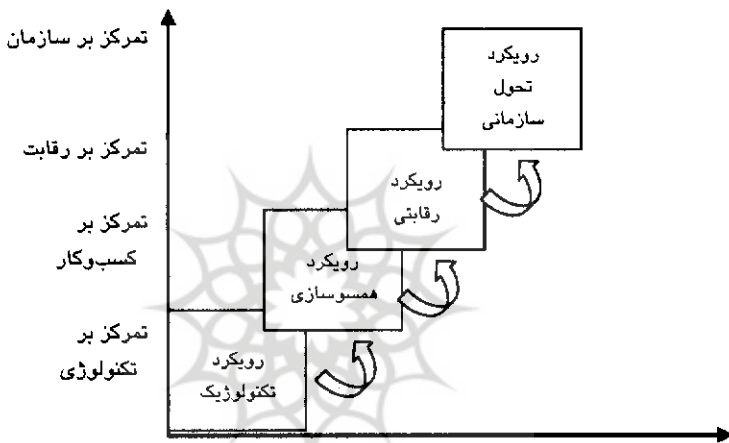 تمرکز بر سازمان
تمرکز بر رقابت
تمرکز بر
کسب‌وکار
تمرکز بر
تکنولوژی
رویکرد
تحول
سازمانی
رویکرد
رقابتی
رویکرد
همسوسازی
رویکرد
تکنولوژیک